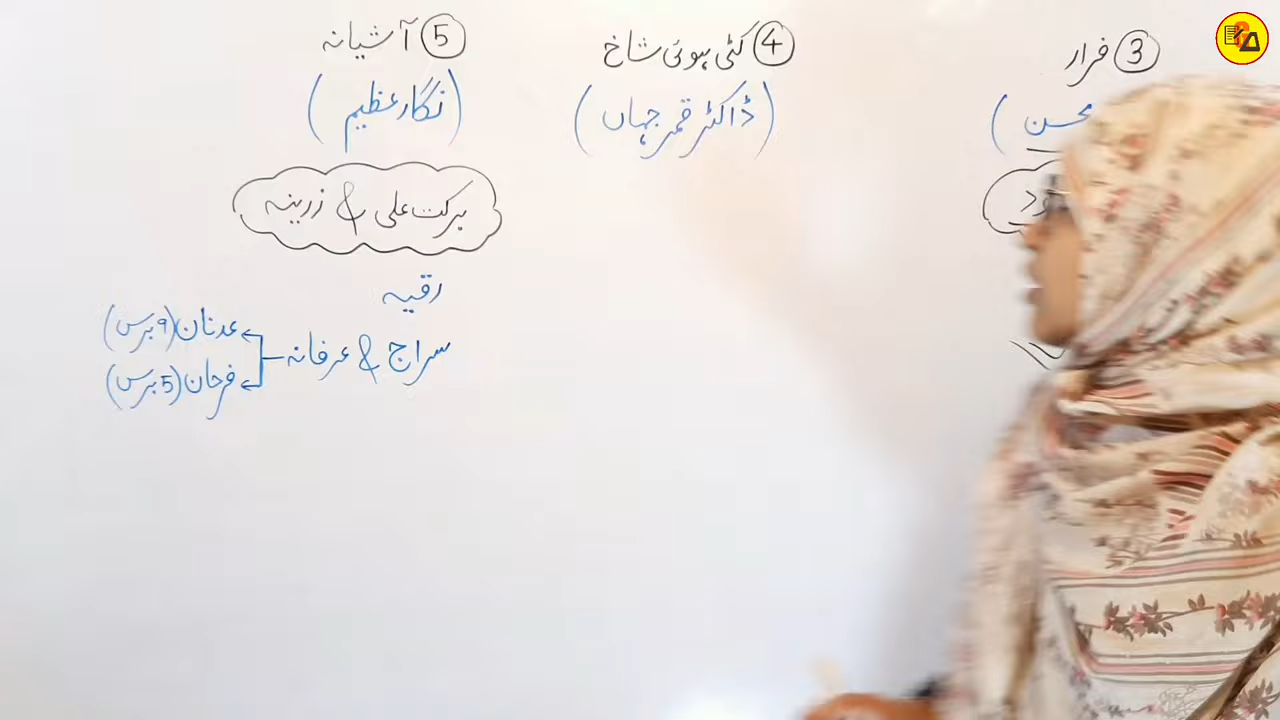 ③ فرار
محسن)
④ کٹی ہوئی شاخ
(ڈاکٹر قمر جہاں)
⑤ آشیانہ
(نگار عظیم)
برکت علی & زرینہ
رقیہ
سراج & عرفانہ
عدنان (۹ برس)
فرحان (5 برس)